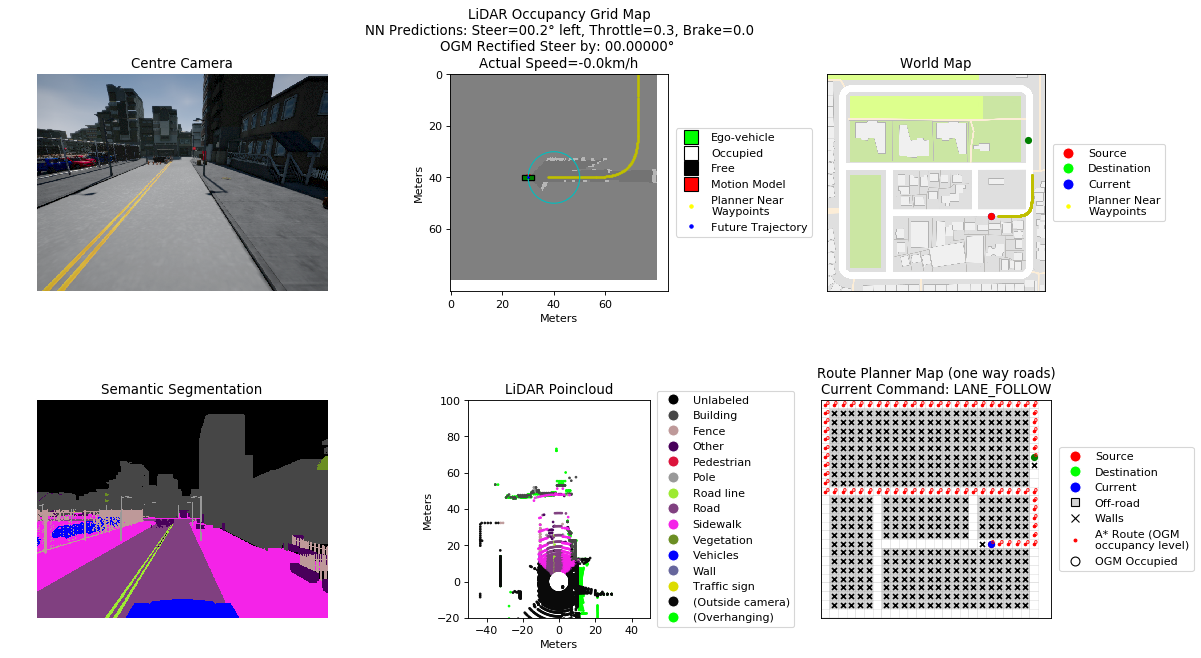 LiDAR Occupancy Grid Map
NN Predictions: Steer=00.2° left, Throttle=0.3, Brake=0.0
OGM Rectified Steer by: 00.00000°
Actual Speed=-0.0km/h
Centre Camera
World Map
0
20
40
60
Meters
0
20
40
60
Meters
Ego-vehicle
Occupied
Free
Motion Model
Planner Near
Waypoints
Future Trajectory
Source
Destination
Current
Planner Near
Waypoints
Semantic Segmentation
LiDAR Poincloud
Route Planner Map (one way roads)
Current Command: LANE_FOLLOW
100
80
60
40
20
0
−20
Meters
−40
−20
0
20
40
Meters
Unlabeled
Building
Fence
Other
Pedestrian
Pole
Road line
Road
Sidewalk
Vegetation
Vehicles
Wall
Traffic sign
(Outside camera)
(Overhanging)
Source
Destination
Current
Off-road
Walls
A* Route (OGM
occupancy level)
OGM Occupied